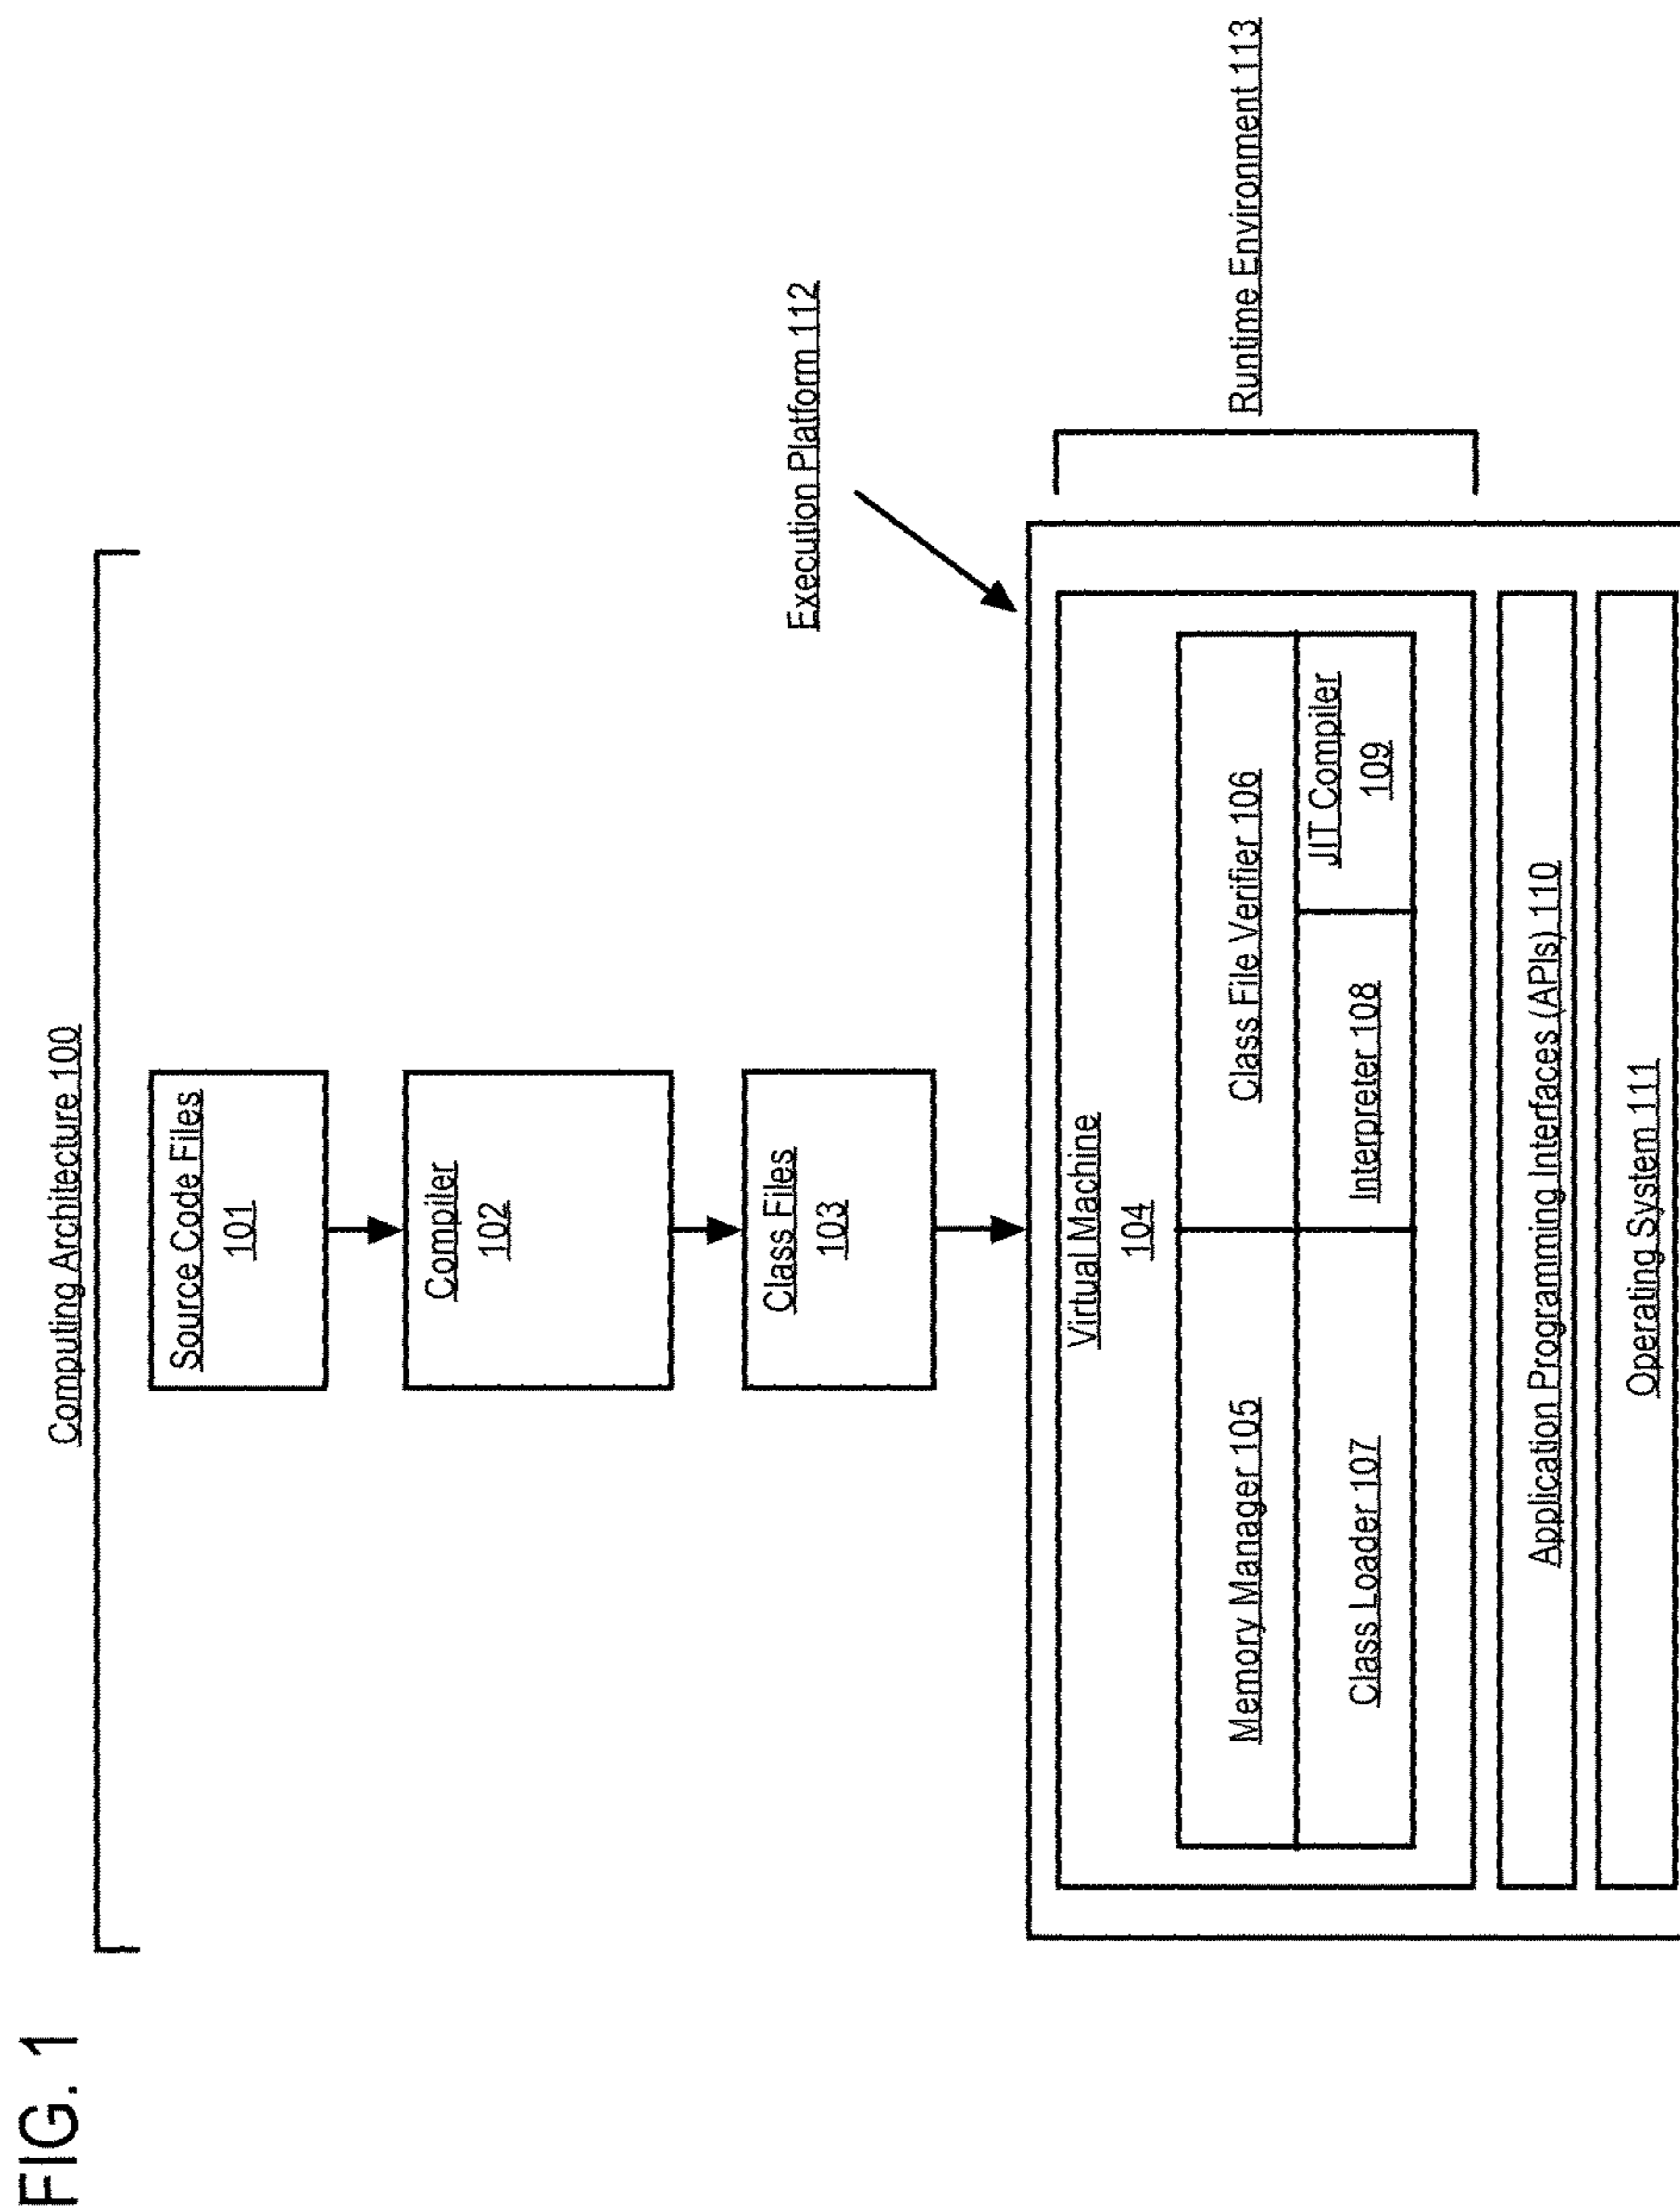 FIG. 1
Computing Architecture 100
Source Code Files
101
Compiler
102
Class Files
103
Execution Platform 112
Virtual Machine
104
Memory Manager 105
Class File Verifier 106
Class Loader 107
Interpreter 108
JIT Compiler
109
Runtime Environment 113
Application Programming Interfaces (APIs) 110
Operating System 111